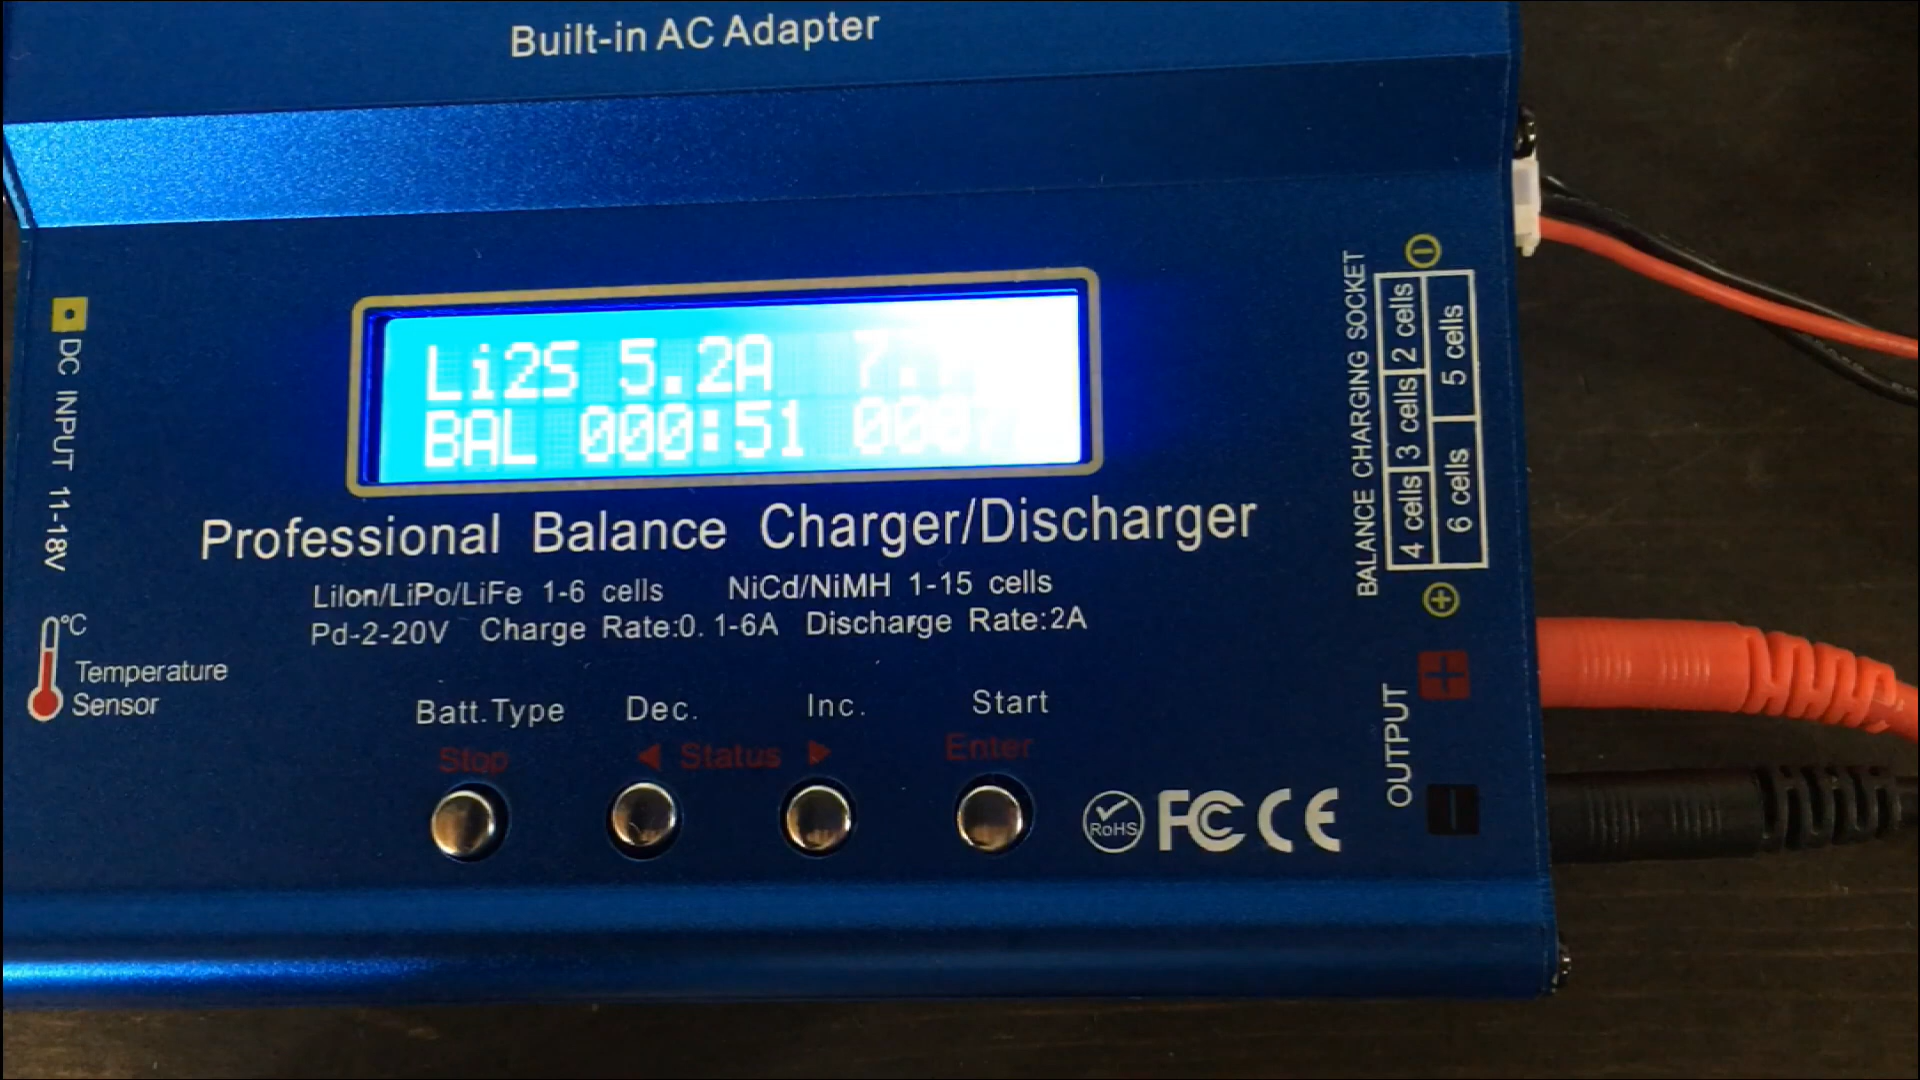 Built-in AC Adapter
Li2S 5.2A 7.
BAL 000:51 0007
Professional Balance Charger/Discharger
LiIon/LiPo/LiFe 1-6 cells NiCd/NiMH 1-15 cells
Pd-2-20V Charge Rate:0.1-6A Discharge Rate:2A
DC INPUT 11-18V
°C
Temperature
Sensor
Batt.Type Dec. Inc. Start
Stop ◀ Status ▶ Enter
RoHS FC CE
BALANCE CHARGING SOCKET
4 cells 3 cells 2 cells
6 cells 5 cells
OUTPUT